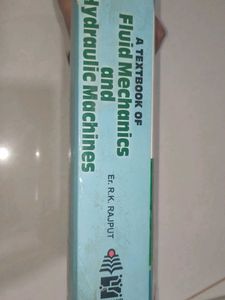 A TEXTBOOK OF
Fluid Mechanics
and
Hydraulic Machines
Er. R.K. RAJPUT